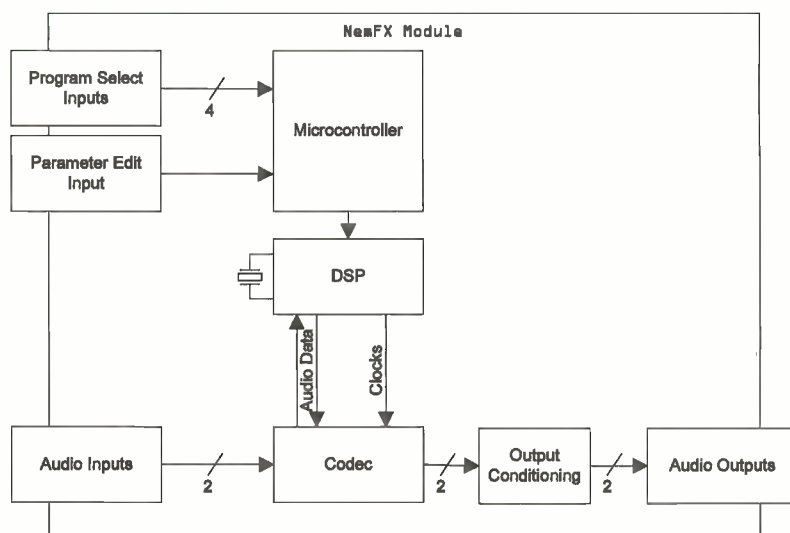 NemFX Module
Program Select
Inputs
4
Microcontroller
Parameter Edit
Input
DSP
Audio Data
Clocks
Audio Inputs
2
Codec
2
Output
Conditioning
2
Audio Outputs